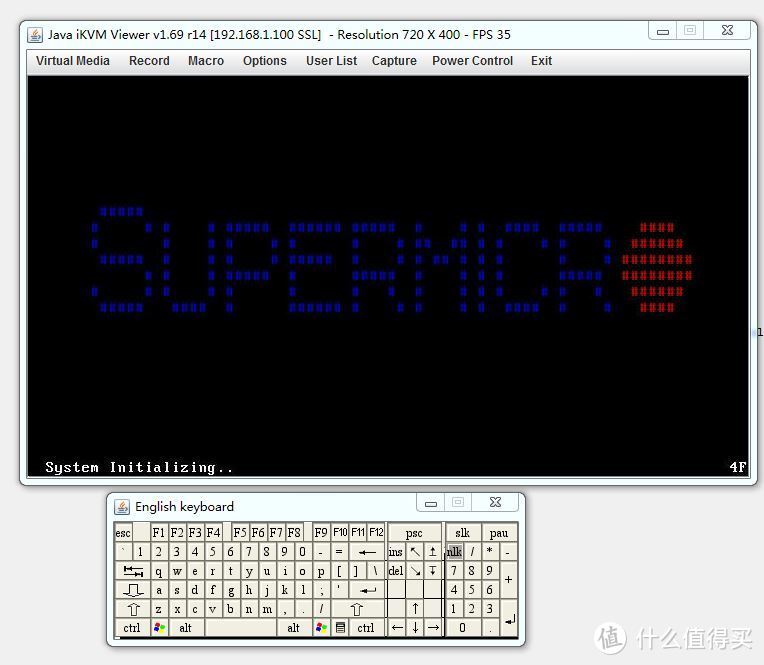 Java iKVM Viewer v1.69 r14 [192.168.1.100 SSL] - Resolution 720 X 400 - FPS 35
Virtual Media Record Macro Options User List Capture Power Control Exit
SUPERMICR
System Initializing.. 4F
1
English keyboard
esc F1 F2 F3 F4 F5 F6 F7 F8 F9 F10 F11 F12 psc slk pau
` 1 2 3 4 5 6 7 8 9 0 - = ← ins ↖ ↥ nlk / * -
q w e r t y u i o p [ ] \ del ↘ ↧ 7 8 9 +
a s d f g h j k l ; ' 4 5 6
z x c v b n m , . / ↑ 1 2 3
ctrl alt alt ctrl ← ↓ → 0 .
值 什么值得买